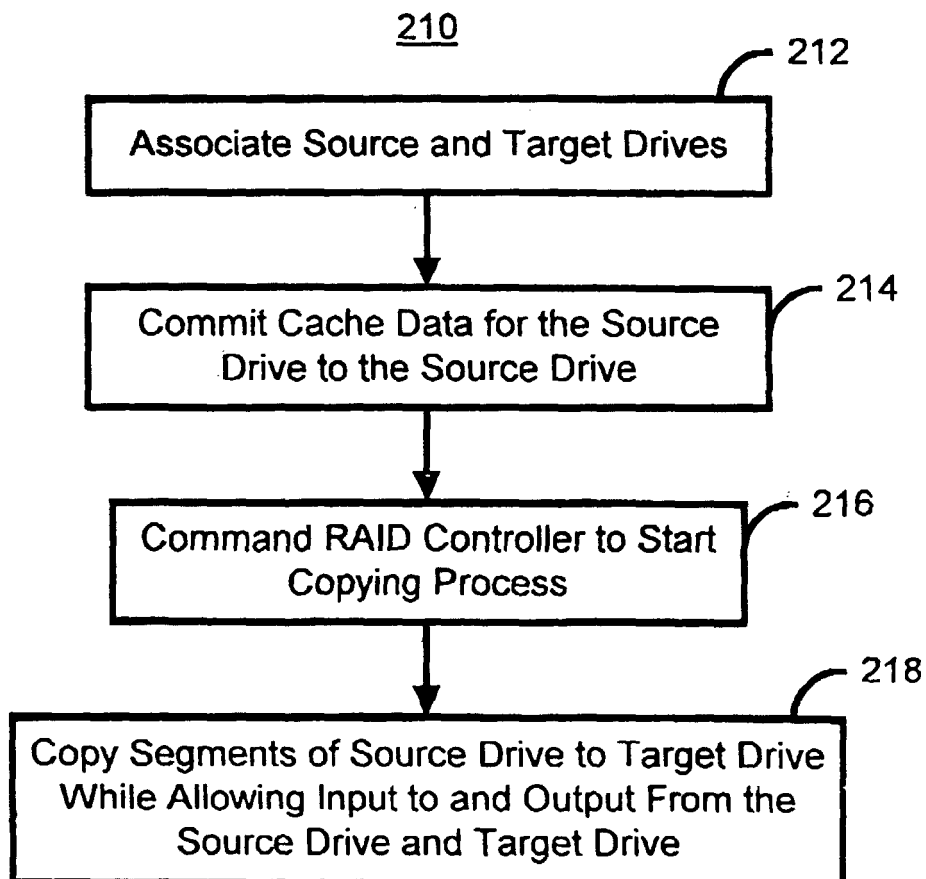 210
212
Associate Source and Target Drives
214
Commit Cache Data for the Source
Drive to the Source Drive
216
Command RAID Controller to Start
Copying Process
218
Copy Segments of Source Drive to Target Drive
While Allowing Input to and Output From the
Source Drive and Target Drive